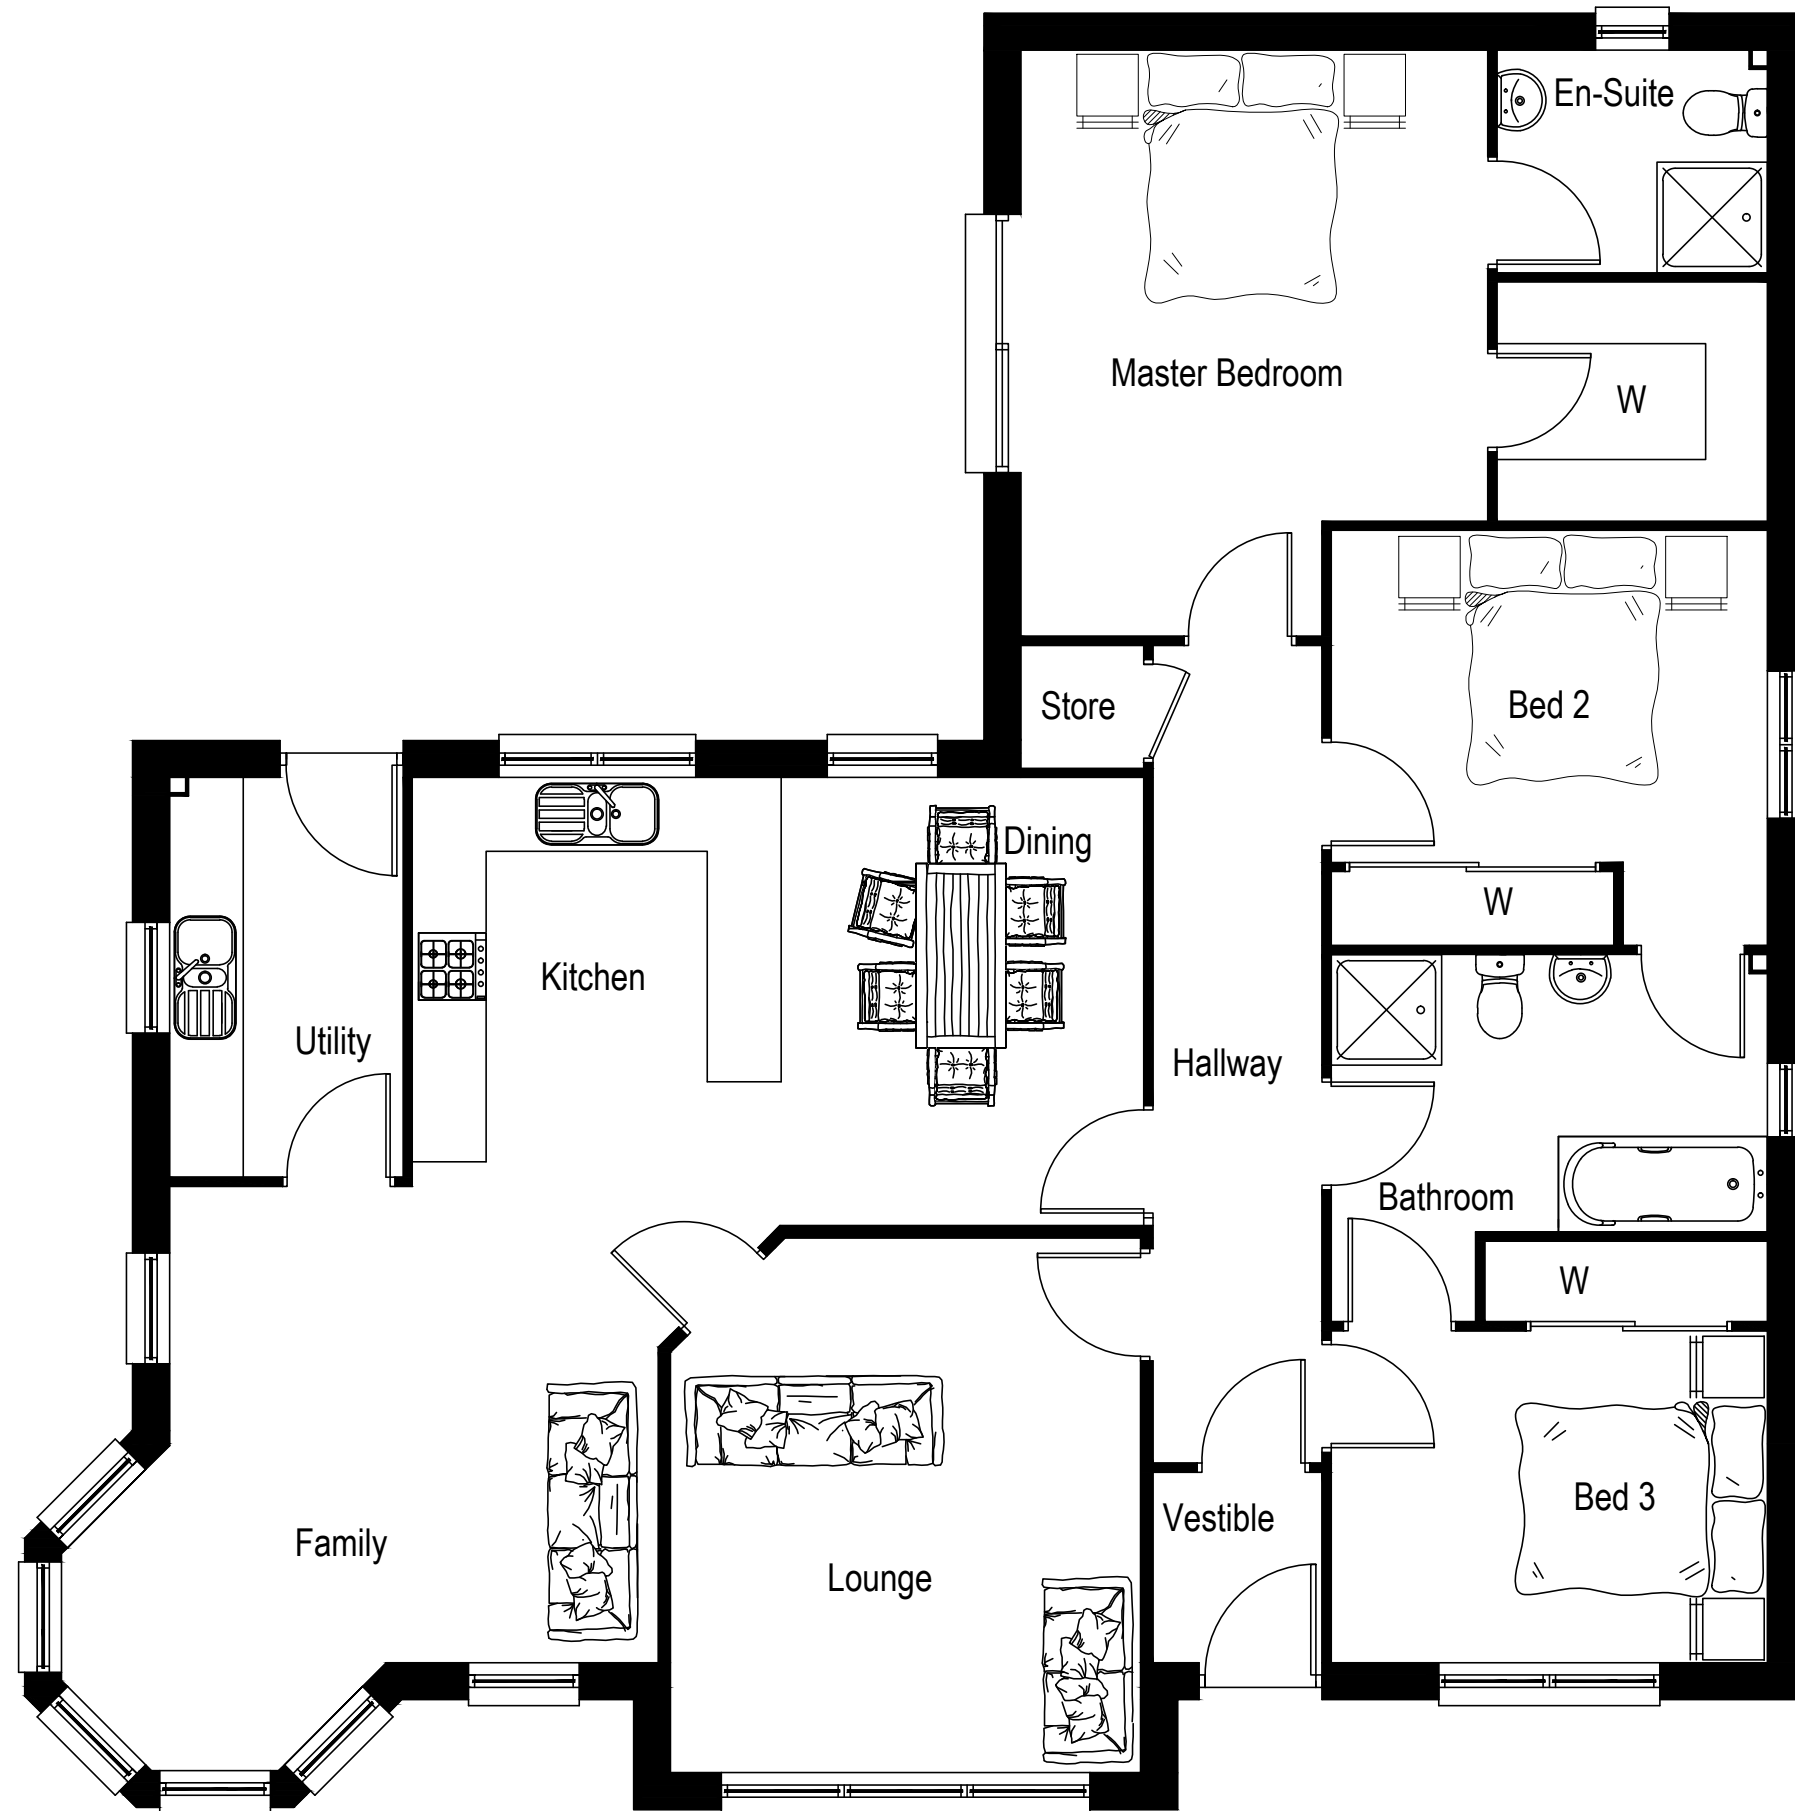 En-Suite
Master Bedroom
W
Store
Bed 2
Dining
W
Kitchen
Utility
Hallway
Bathroom
W
Bed 3
Vestible
Family
Lounge